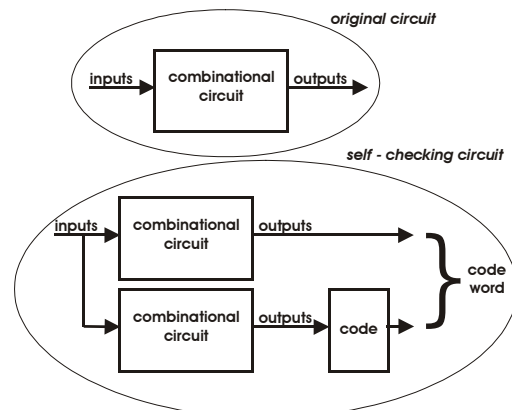 original circuit
inputs
combinational
circuit
outputs
self - checking circuit
inputs
combinational
circuit
outputs
combinational
circuit
outputs
code
code
word